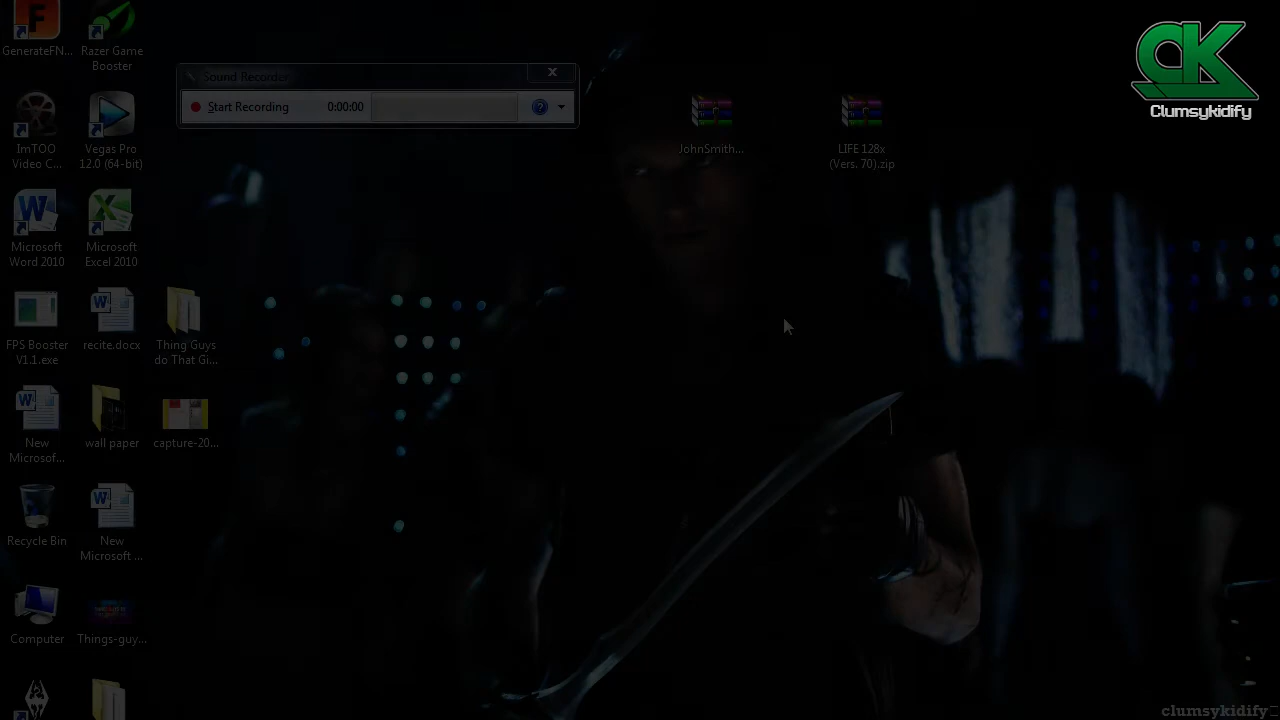 GenerateFN...
Razer Game
Booster
Sound Recorder
Start Recording
0:00:00
CK
Clumsykidify
ImTOO
Video C...
Vegas Pro
12.0 (64-bit)
JohnSmith...
LIFE 128x
(Vers. 70).zip
Microsoft
Word 2010
Microsoft
Excel 2010
FPS Booster
V1.1.exe
recite.docx
Thing Guys
do That Gi...
New
Microsof...
wall paper
capture-20...
Recycle Bin
New
Microsoft ...
Computer
Things-guy...
clumsykidify